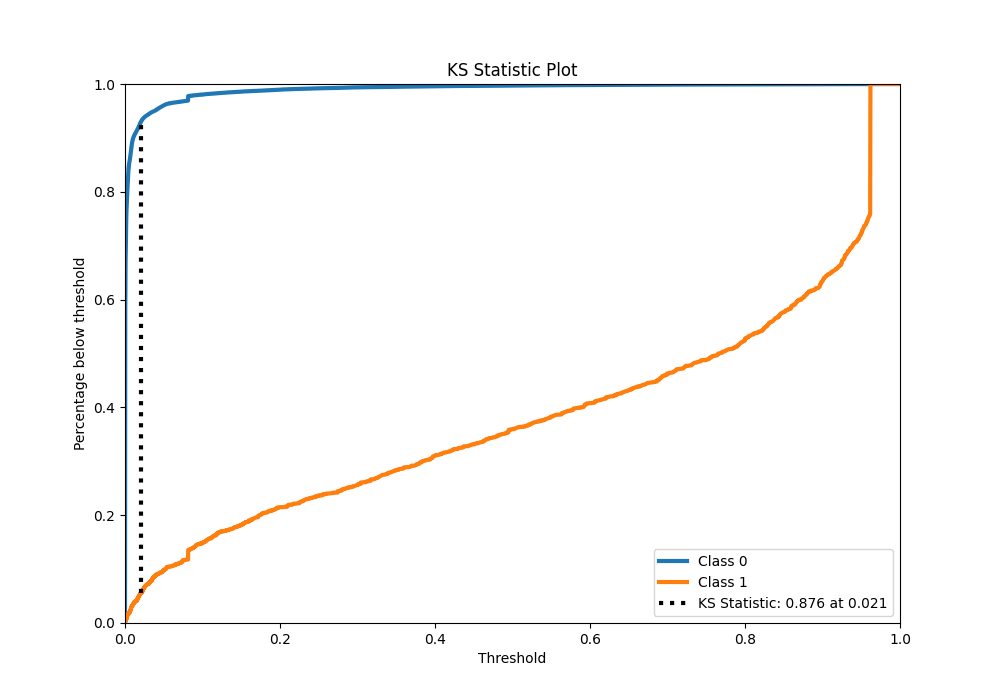 KS Statistic Plot
1.0
0.8
0.6
0.4
0.2
0.0
Percentage below threshold
0.0 0.2 0.4 0.6 0.8 1.0
Threshold
Class 0
Class 1
KS Statistic: 0.876 at 0.021